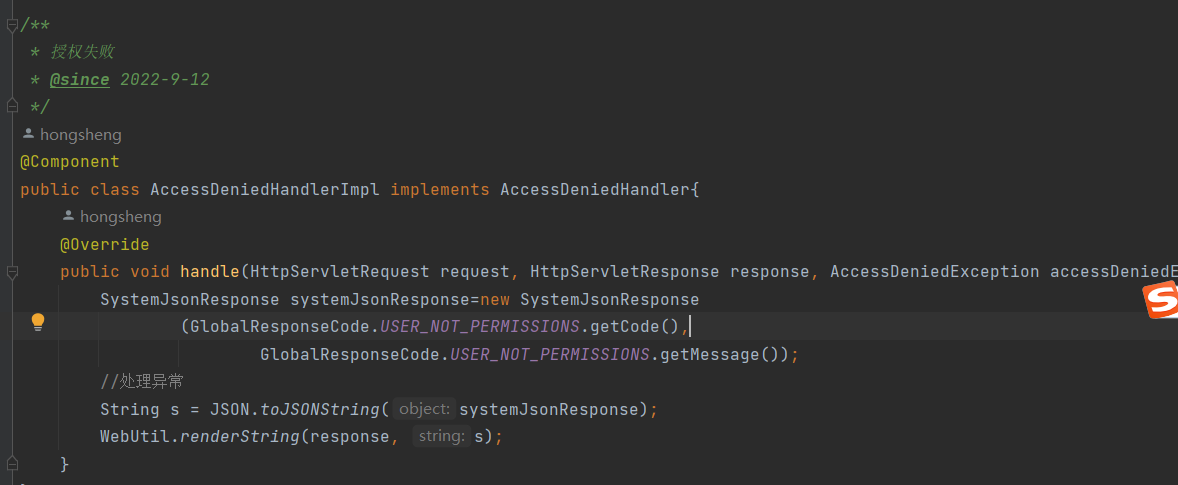 /**
* 授权失败
* @since 2022-9-12
*/
hongsheng
@Component
public class AccessDeniedHandlerImpl implements AccessDeniedHandler{
hongsheng
@Override
public void handle(HttpServletRequest request, HttpServletResponse response, AccessDeniedException accessDeniedE
SystemJsonResponse systemJsonResponse=new SystemJsonResponse
(GlobalResponseCode.USER_NOT_PERMISSIONS.getCode(),
GlobalResponseCode.USER_NOT_PERMISSIONS.getMessage());
//处理异常
String s = JSON.toJSONString( object: systemJsonResponse);
WebUtil.renderString(response, string: s);
}